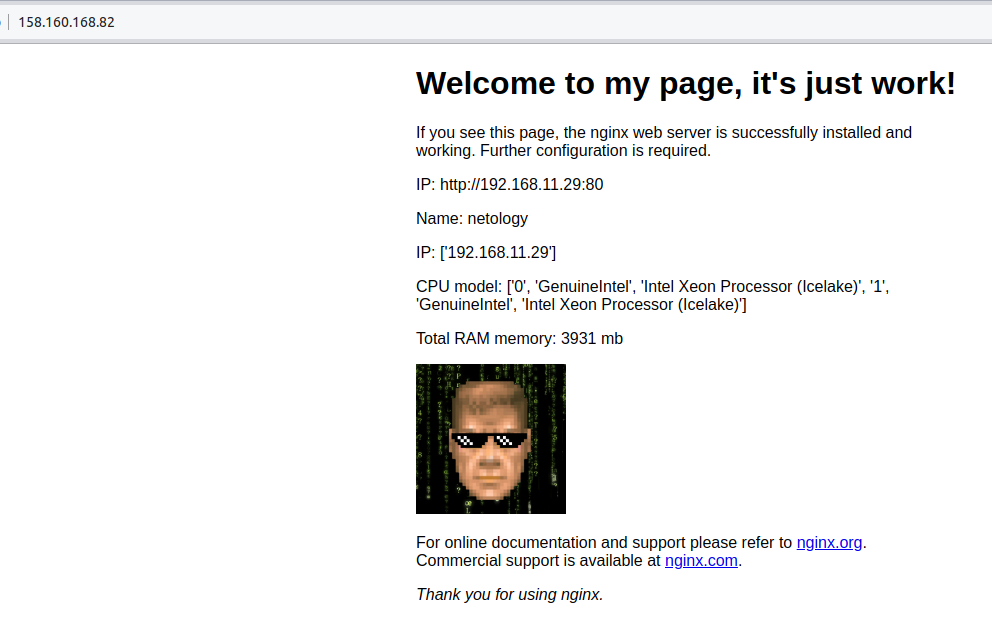 158.160.168.82
Welcome to my page, it's just work!
If you see this page, the nginx web server is successfully installed and
working. Further configuration is required.
IP: http://192.168.11.29:80
Name: netology
IP: ['192.168.11.29']
CPU model: ['0', 'GenuineIntel', 'Intel Xeon Processor (Icelake)', '1',
'GenuineIntel', 'Intel Xeon Processor (Icelake)']
Total RAM memory: 3931 mb
For online documentation and support please refer to nginx.org.
Commercial support is available at nginx.com.
Thank you for using nginx.